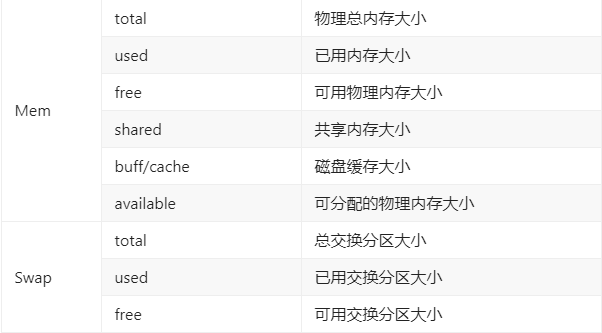 total 物理总内存大小
used 已用内存大小
free 可用物理内存大小
Mem
shared 共享内存大小
buff/cache 磁盘缓存大小
available 可分配的物理内存大小
total 总交换分区大小
Swap used 已用交换分区大小
free 可用交换分区大小